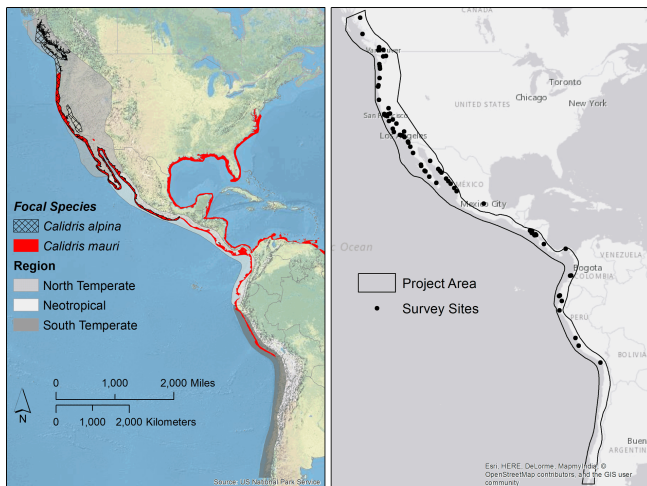 Focal Species
Calidris alpina
Calidris mauri
Region
North Temperate
Neotropical
South Temperate
0 1,000 2,000 Miles
0 1,000 2,000 Kilometers
N
Source: US National Park Service
Vancouver
Toronto
Chicago
New York
UNITED STATES
San Francisco
Los Angeles
MÉXICO
Mexico City
Ocean
VENEZUELA
Bogota
COLOMBIA
PERU
BOLIVIA
ARGENTIN
Project Area
Survey Sites
Esri, HERE, DeLorme, MapmyIndia, ©
OpenStreetMap contributors, and the GIS user
community